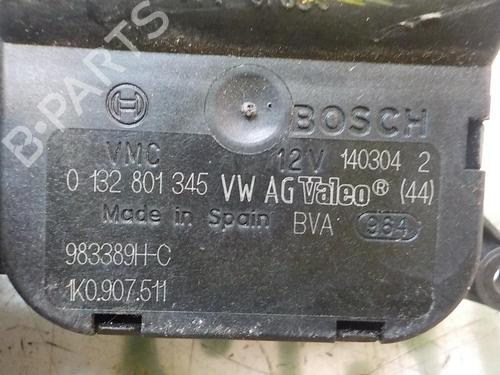 BOSCH
VMC 12V 140304 2
0 132 801 345 VW AG Valeo® (44)
Made in Spain BVA 964
983389H-C
1K0.907.511
B-PARTS